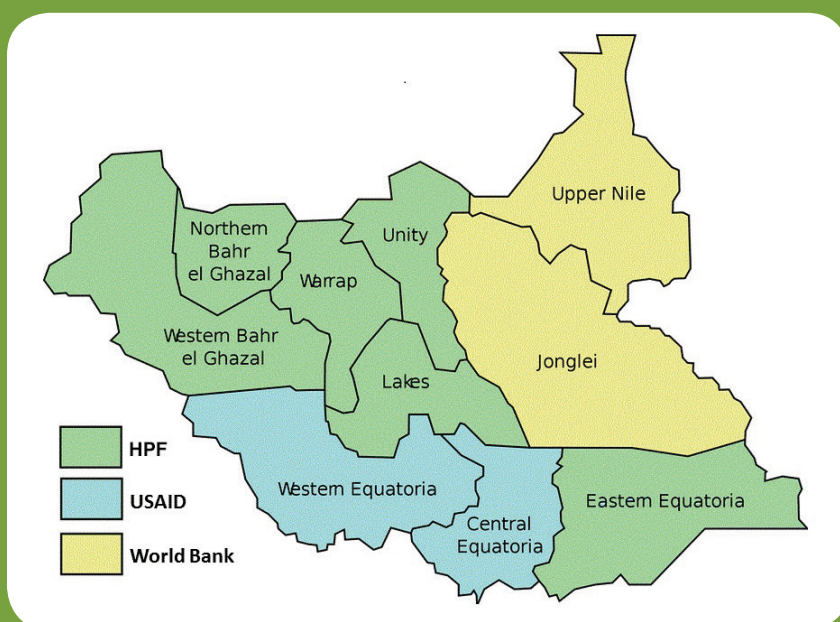 Upper Nile
Northern
Bahr
el Ghazal
Unity
Warrap
Western Bahr
el Ghazal
Jonglei
Lakes
HPF
USAID
World Bank
Western Equatoria
Central
Equatoria
Eastern Equatoria